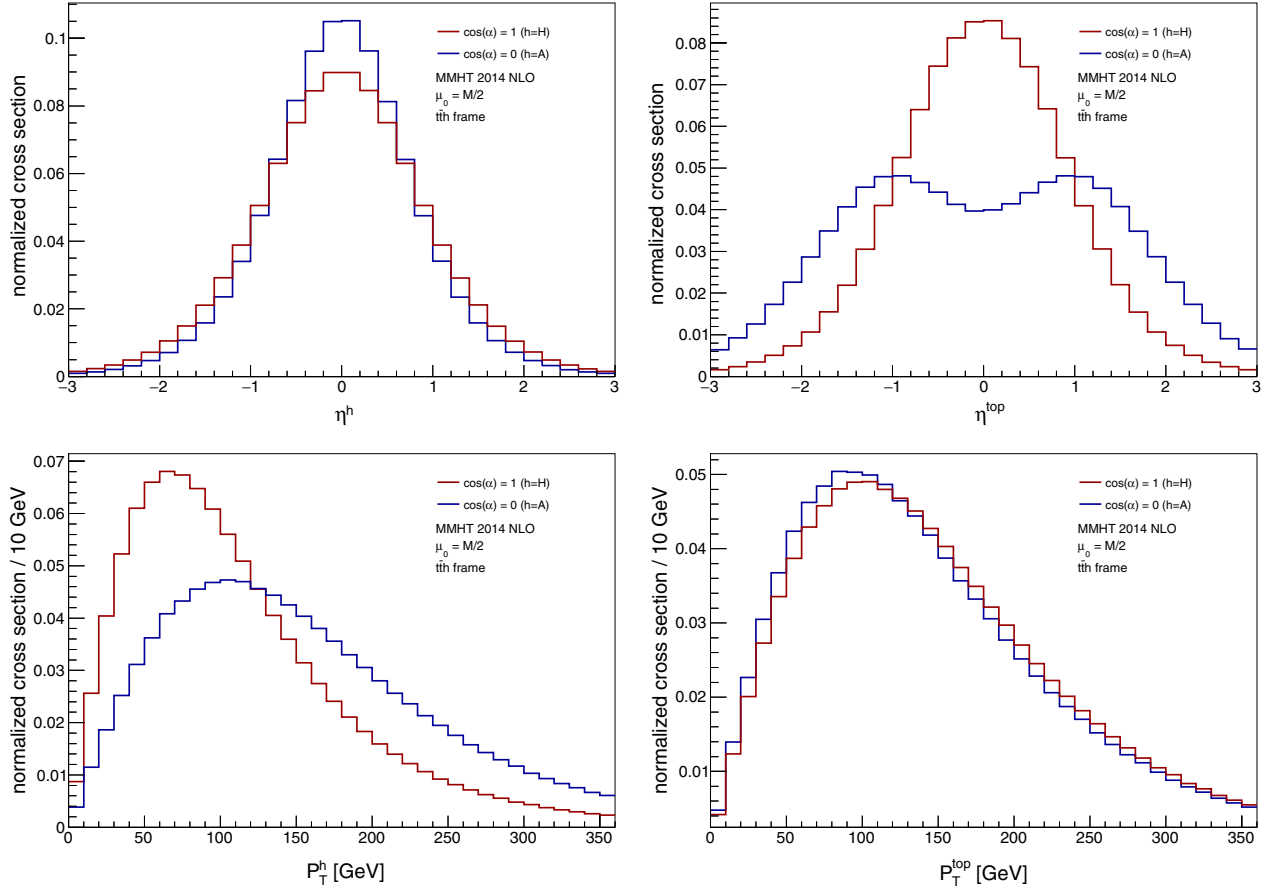 normalized cross section
0.1
0.08
0.06
0.04
0.02
0
cos(α) = 1 (h=H)
cos(α) = 0 (h=A)
MMHT 2014 NLO
μ₀ = M/2
tt̄h frame
−3 −2 −1 0 1 2 3
ηʰ
normalized cross section
0.08
0.07
0.06
0.05
0.04
0.03
0.02
0.01
0
cos(α) = 1 (h=H)
cos(α) = 0 (h=A)
MMHT 2014 NLO
μ₀ = M/2
tt̄h frame
−3 −2 −1 0 1 2 3
ηᵗᵒᵖ
normalized cross section / 10 GeV
0.07
0.06
0.05
0.04
0.03
0.02
0.01
0
cos(α) = 1 (h=H)
cos(α) = 0 (h=A)
MMHT 2014 NLO
μ₀ = M/2
tt̄h frame
0 50 100 150 200 250 300 350
P_T^h [GeV]
normalized cross section / 10 GeV
0.05
0.04
0.03
0.02
0.01
cos(α) = 1 (h=H)
cos(α) = 0 (h=A)
MMHT 2014 NLO
μ₀ = M/2
tt̄h frame
0 50 100 150 200 250 300 350
P_T^top [GeV]